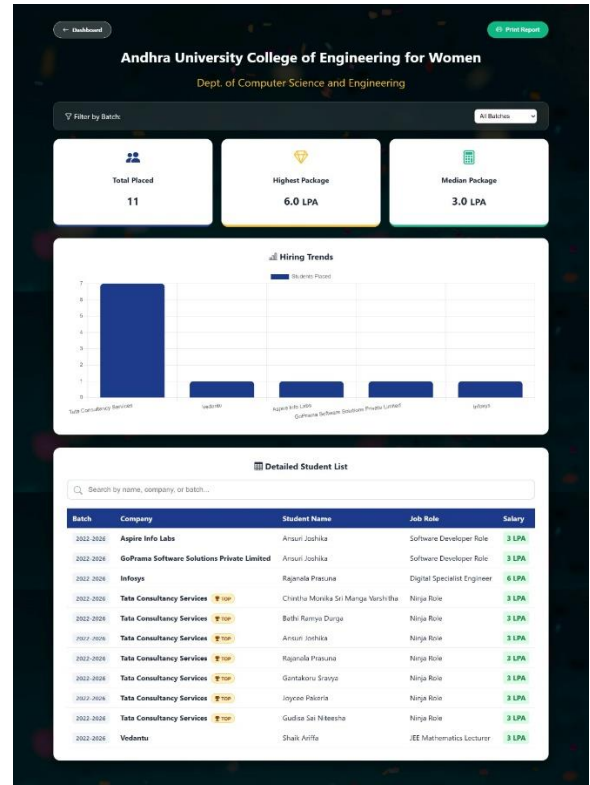 ← Dashboard
Print Report
Andhra University College of Engineering for Women
Dept. of Computer Science and Engineering
Filter by Batch:
All Batches
Total Placed
11
Highest Package
6.0 LPA
Median Package
3.0 LPA
Hiring Trends
Students Placed
7
6
5
4
3
2
1
0
Tata Consultancy Services
Vedantu
Aspire Info Labs
GoPrama Software Solutions Private Limited
Infosys
Detailed Student List
Search by name, company, or batch...
Batch Company Student Name Job Role Salary
2022-2026 Aspire Info Labs Ansuri Joshika Software Developer Role 3 LPA
2022-2026 GoPrama Software Solutions Private Limited Ansuri Joshika Software Developer Role 3 LPA
2022-2026 Infosys Rajanala Prasuna Digital Specialist Engineer 6 LPA
2022-2026 Tata Consultancy Services TOP Chintha Monika Sri Manga Varshitha Ninja Role 3 LPA
2022-2026 Tata Consultancy Services TOP Bathi Ramya Durga Ninja Role 3 LPA
2022-2026 Tata Consultancy Services TOP Ansuri Joshika Ninja Role 3 LPA
2022-2026 Tata Consultancy Services TOP Rajanala Prasuna Ninja Role 3 LPA
2022-2026 Tata Consultancy Services TOP Gantakoru Sravya Ninja Role 3 LPA
2022-2026 Tata Consultancy Services TOP Joycee Ninja Role 3 LPA
2022-2026 Tata Consultancy Services TOP Gudise Sai Niteesha Ninja Role 3 LPA
2022-2026 Vedantu Shaik Ariffa JEE Mathematics Lecturer 3 LPA